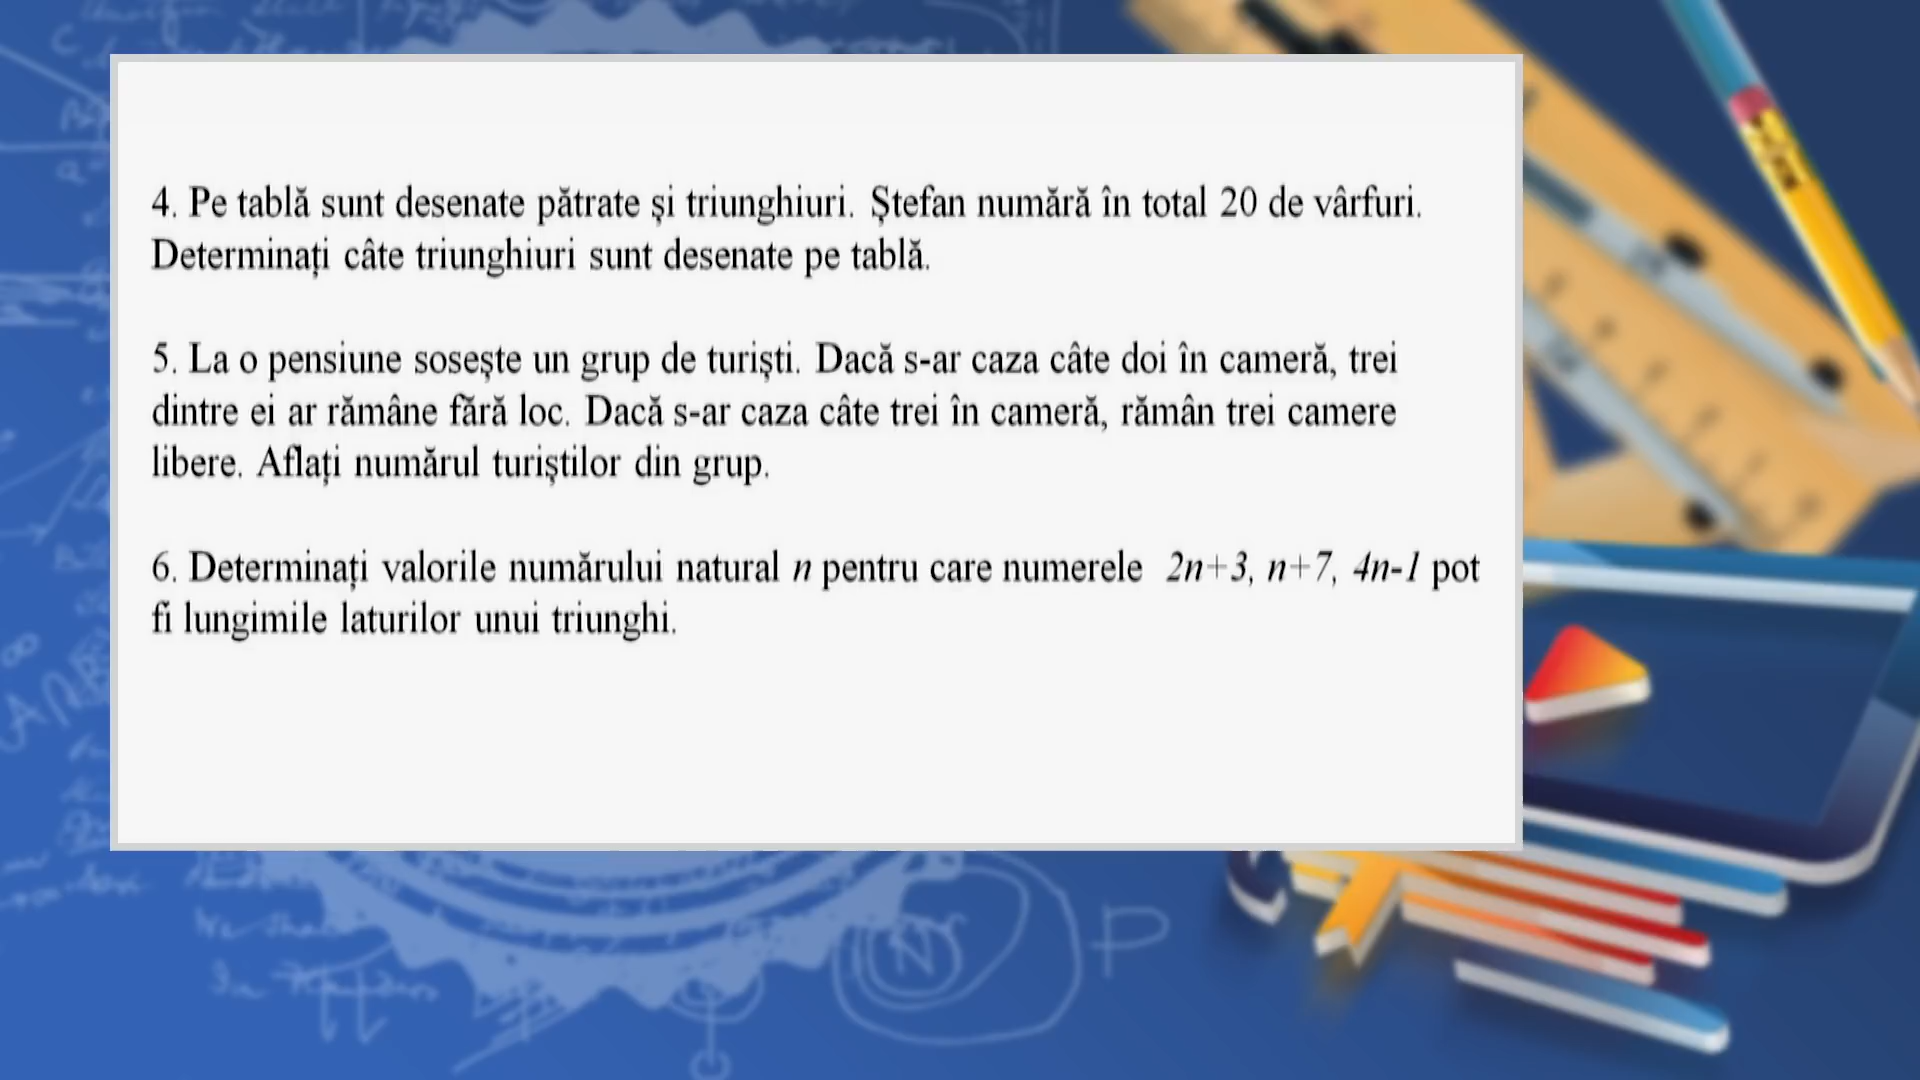 4. Pe tablă sunt desenate pătrate și triunghiuri. Ștefan numără în total 20 de vârfuri.
Determinați câte triunghiuri sunt desenate pe tablă.
5. La o pensiune sosește un grup de turiști. Dacă s-ar caza câte doi în cameră, trei
dintre ei ar rămâne fără loc. Dacă s-ar caza câte trei în cameră, rămân trei camere
libere. Aflați numărul turiștilor din grup.
6. Determinați valorile numărului natural n pentru care numerele 2n+3, n+7, 4n-1 pot
fi lungimile laturilor unui triunghi.
P